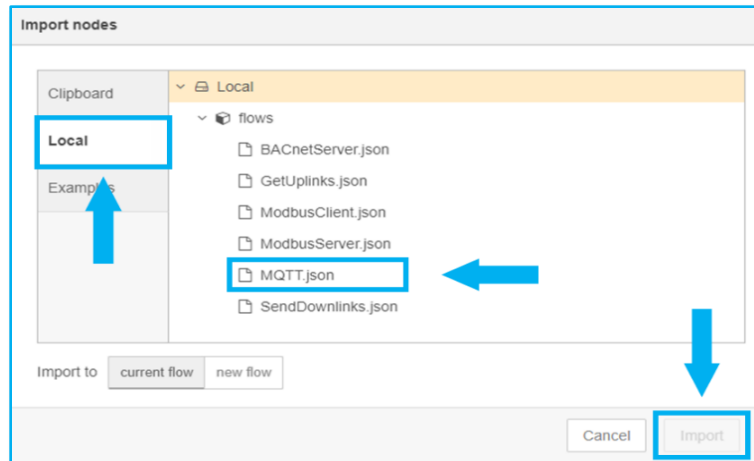 Import nodes
Clipboard
Local
Examples
Local
flows
BACnetServer.json
GetUplinks.json
ModbusClient.json
ModbusServer.json
MQTT.json
SendDownlinks.json
Import to current flow new flow
Cancel Import